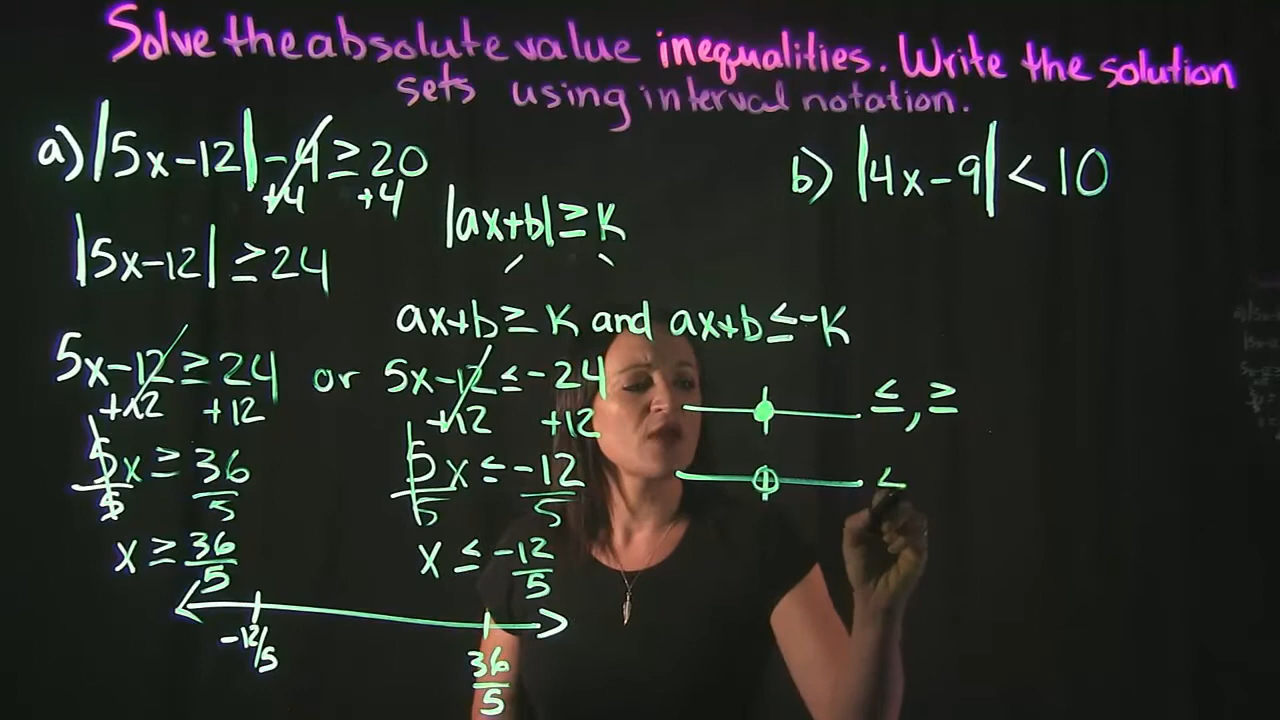 Solve the absolute value inequalities. Write the solution
sets using interval notation.
a) |5x-12| -4 ≥ 20
+4 +4
|5x-12| ≥ 24
|ax+b| ≥ K
ax+b ≥ K and ax+b ≤ -K
5x-12 ≥ 24 or 5x-12 ≤ -24
+12 +12 +12 +12
5x ≥ 36 5x ≤ -12
5 5 5 5
x ≥ 36/5 x ≤ -12/5
-12/5 36/5
≤, ≥
<
b) |4x-9| < 10